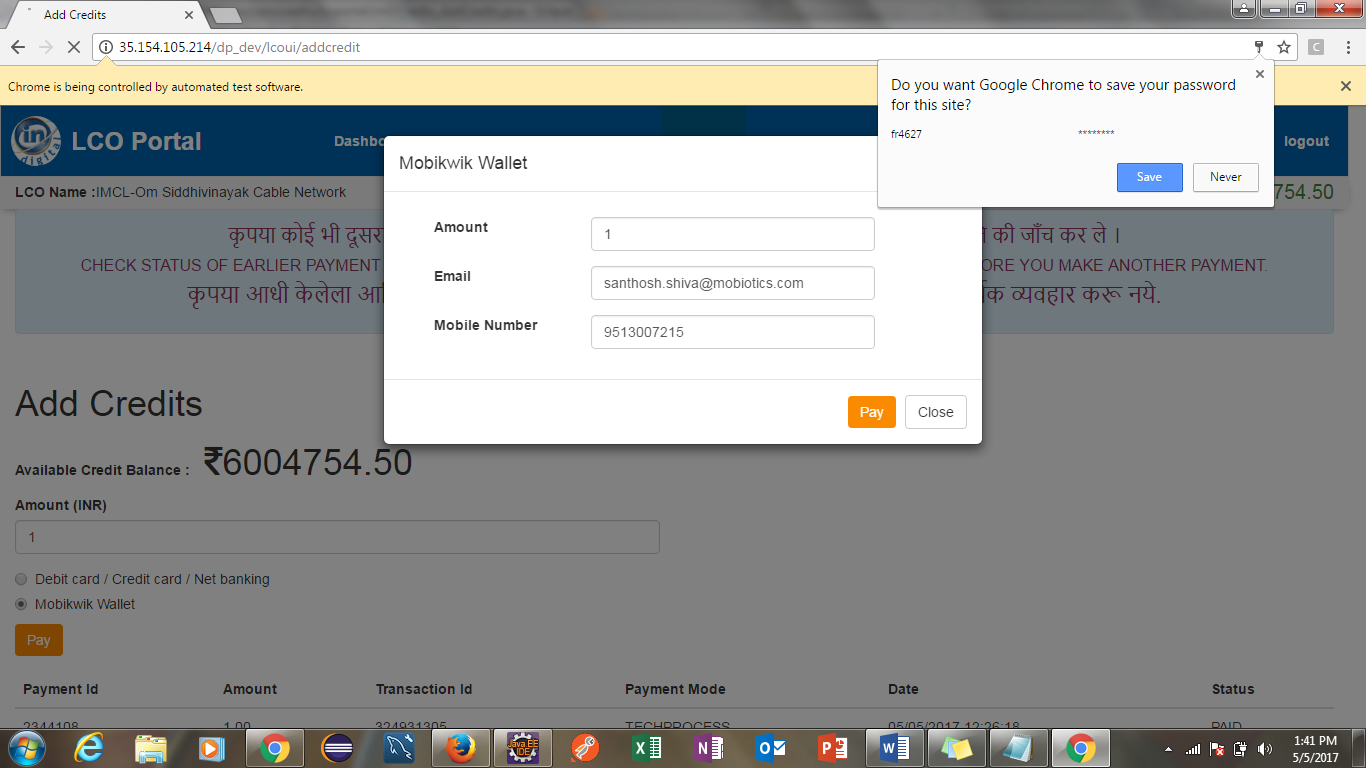 Add Credits
35.154.105.214/dp_dev/lcoui/addcredit
C
Chrome is being controlled by automated test software.
Do you want Google Chrome to save your password
for this site?
fr4627 ********
Save Never
in
digital
LCO Portal
Dashbo
logout
LCO Name :IMCL-Om Siddhivinayak Cable Network
754.50
कृपया कोई भी दूसरा
की जाँच कर ले ।
CHECK STATUS OF EARLIER PAYMENT
ORE YOU MAKE ANOTHER PAYMENT.
कृपया आधी केलेला
व्यवहार करू नये.
Mobikwik Wallet
Amount 1
Email santhosh.shiva@mobiotics.com
Mobile Number 9513007215
Pay Close
Add Credits
Available Credit Balance : ₹6004754.50
Amount (INR)
1
Debit card / Credit card / Net banking
Mobikwik Wallet
Pay
Payment Id Amount Transaction Id Payment Mode Date Status
2344108 1.00 324931305 TECHPROCESS 05/05/2017 12:26:18 PAID
Java EE
IDE
1:41 PM
5/5/2017